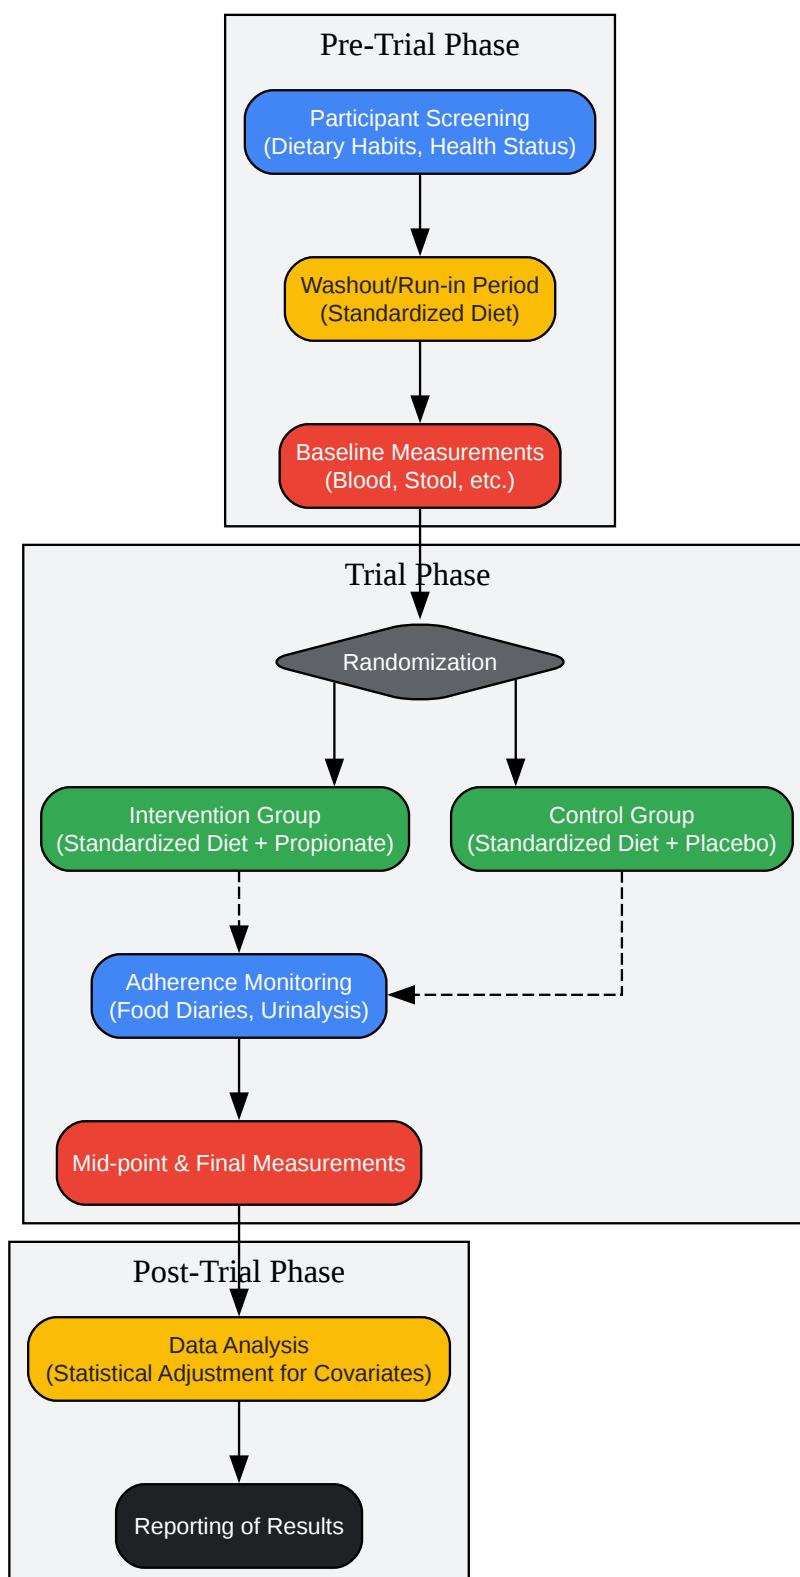 Pre-Trial Phase
Participant Screening
(Dietary Habits, Health Status)
Washout/Run-in Period
(Standardized Diet)
Baseline Measurements
(Blood, Stool, etc.)
Trial Phase
Randomization
Intervention Group
(Standardized Diet + Propionate)
Control Group
(Standardized Diet + Placebo)
Adherence Monitoring
(Food Diaries, Urinalysis)
Mid-point & Final Measurements
Post-Trial Phase
Data Analysis
(Statistical Adjustment for Covariates)
Reporting of Results